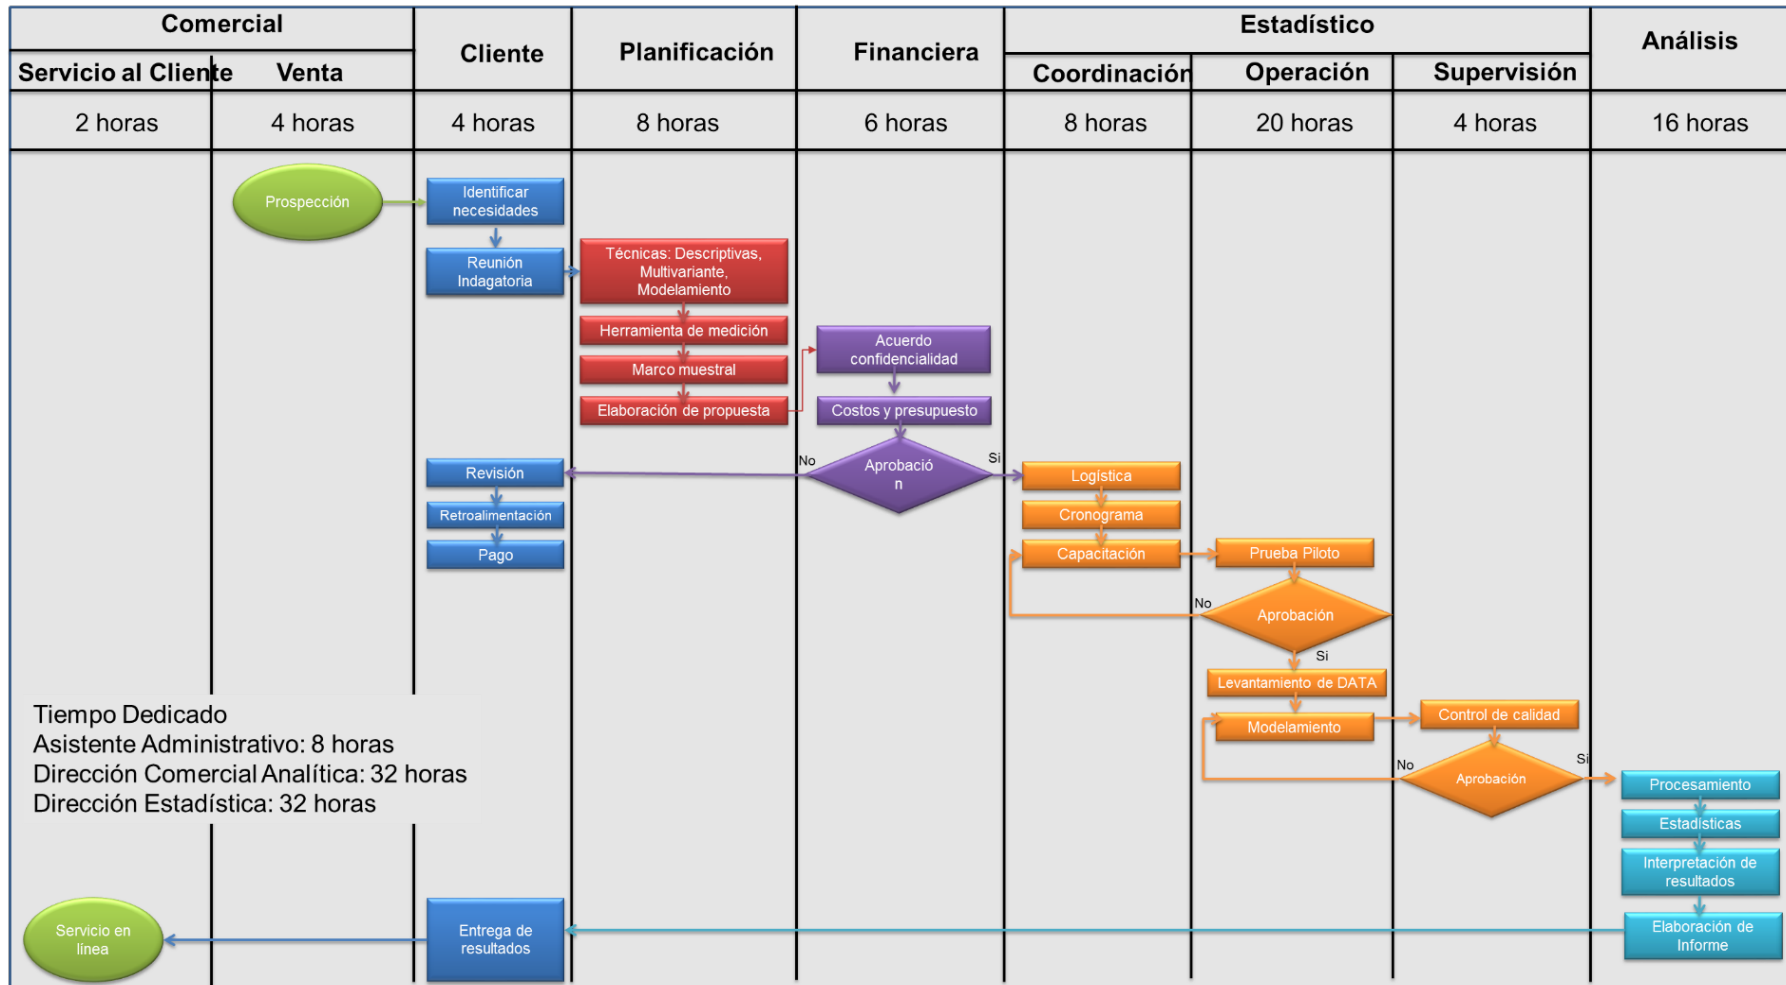 Comercial
Cliente
Planificación
Financiera
Estadístico
Análisis
Servicio al Cliente
Venta
Coordinación
Operación
Supervisión
2 horas
4 horas
4 horas
8 horas
6 horas
8 horas
20 horas
4 horas
16 horas
Prospección
Identificar
necesidades
Reunión
Indagatoria
Técnicas: Descriptivas,
Multivariante,
Modelamiento
Herramienta de medición
Marco muestral
Elaboración de propuesta
Acuerdo
confidencialidad
Costos y presupuesto
Aprobació
n
No
Si
Revisión
Retroalimentación
Pago
Logística
Cronograma
Capacitación
Prueba Piloto
Aprobación
No
Si
Levantamiento de DATA
Modelamiento
Control de calidad
Aprobación
No
Si
Procesamiento
Estadísticas
Interpretación de
resultados
Elaboración de
Informe
Tiempo Dedicado
Asistente Administrativo: 8 horas
Dirección Comercial Analítica: 32 horas
Dirección Estadística: 32 horas
Entrega de
resultados
Servicio en
línea